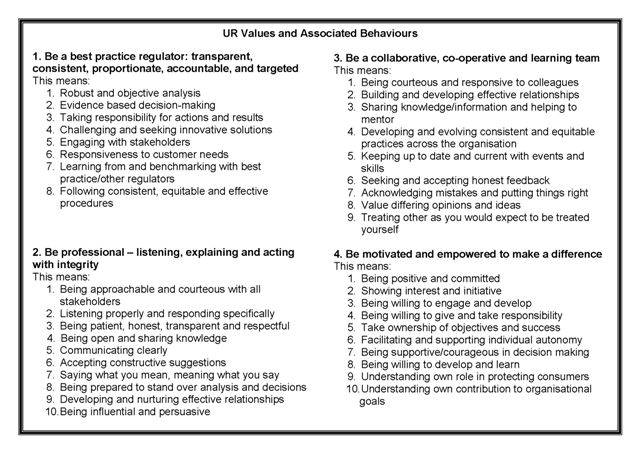 UR Values and Associated Behaviours
1. Be a best practice regulator: transparent,
consistent, proportionate, accountable, and targeted
This means:
1. Robust and objective analysis
2. Evidence based decision-making
3. Taking responsibility for actions and results
4. Challenging and seeking innovative solutions
5. Engaging with stakeholders
6. Responsiveness to customer needs
7. Learning from and benchmarking with best
practice/other regulators
8. Following consistent, equitable and effective
procedures
2. Be professional – listening, explaining and acting
with integrity
This means:
1. Being approachable and courteous with all
stakeholders
2. Listening properly and responding specifically
3. Being patient, honest, transparent and respectful
4. Being open and sharing knowledge
5. Communicating clearly
6. Accepting constructive suggestions
7. Saying what you mean, meaning what you say
8. Being prepared to stand over analysis and decisions
9. Developing and nurturing effective relationships
10. Being influential and persuasive
3. Be a collaborative, co-operative and learning team
This means:
1. Being courteous and responsive to colleagues
2. Building and developing effective relationships
3. Sharing knowledge/information and helping to
mentor
4. Developing and evolving consistent and equitable
practices across the organisation
5. Keeping up to date and current with events and
skills
6. Seeking and accepting honest feedback
7. Acknowledging mistakes and putting things right
8. Value differing opinions and ideas
9. Treating other as you would expect to be treated
yourself
4. Be motivated and empowered to make a difference
This means:
1. Being positive and committed
2. Showing interest and initiative
3. Being willing to engage and develop
4. Being willing to give and take responsibility
5. Take ownership of objectives and success
6. Facilitating and supporting individual autonomy
7. Being supportive/courageous in decision making
8. Being willing to develop and learn
9. Understanding own role in protecting consumers
10. Understanding own contribution to organisational
goals